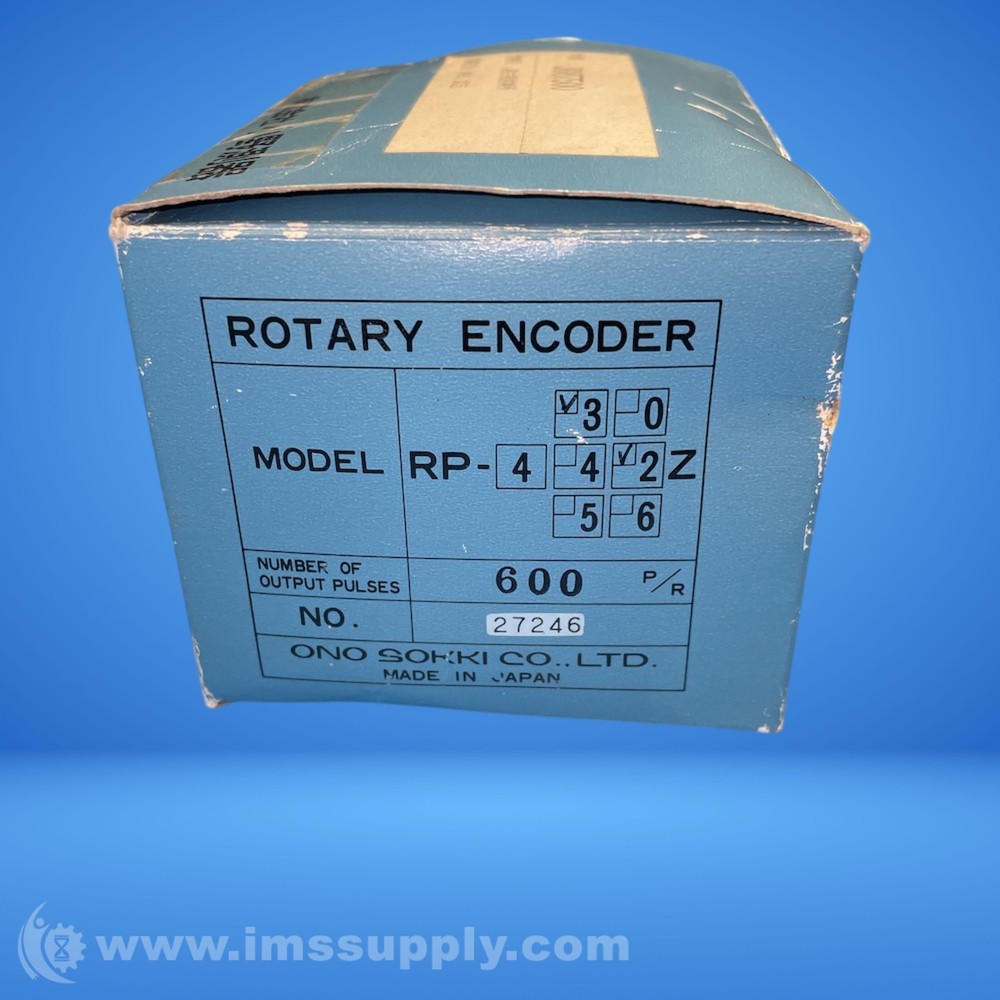 ROTARY ENCODER
3 0
MODEL RP-4 4 2 Z
5 6
NUMBER OF
OUTPUT PULSES 600 P/R
NO. 27246
ONO SOKKI CO.,LTD.
MADE IN JAPAN
www.imssupply.com